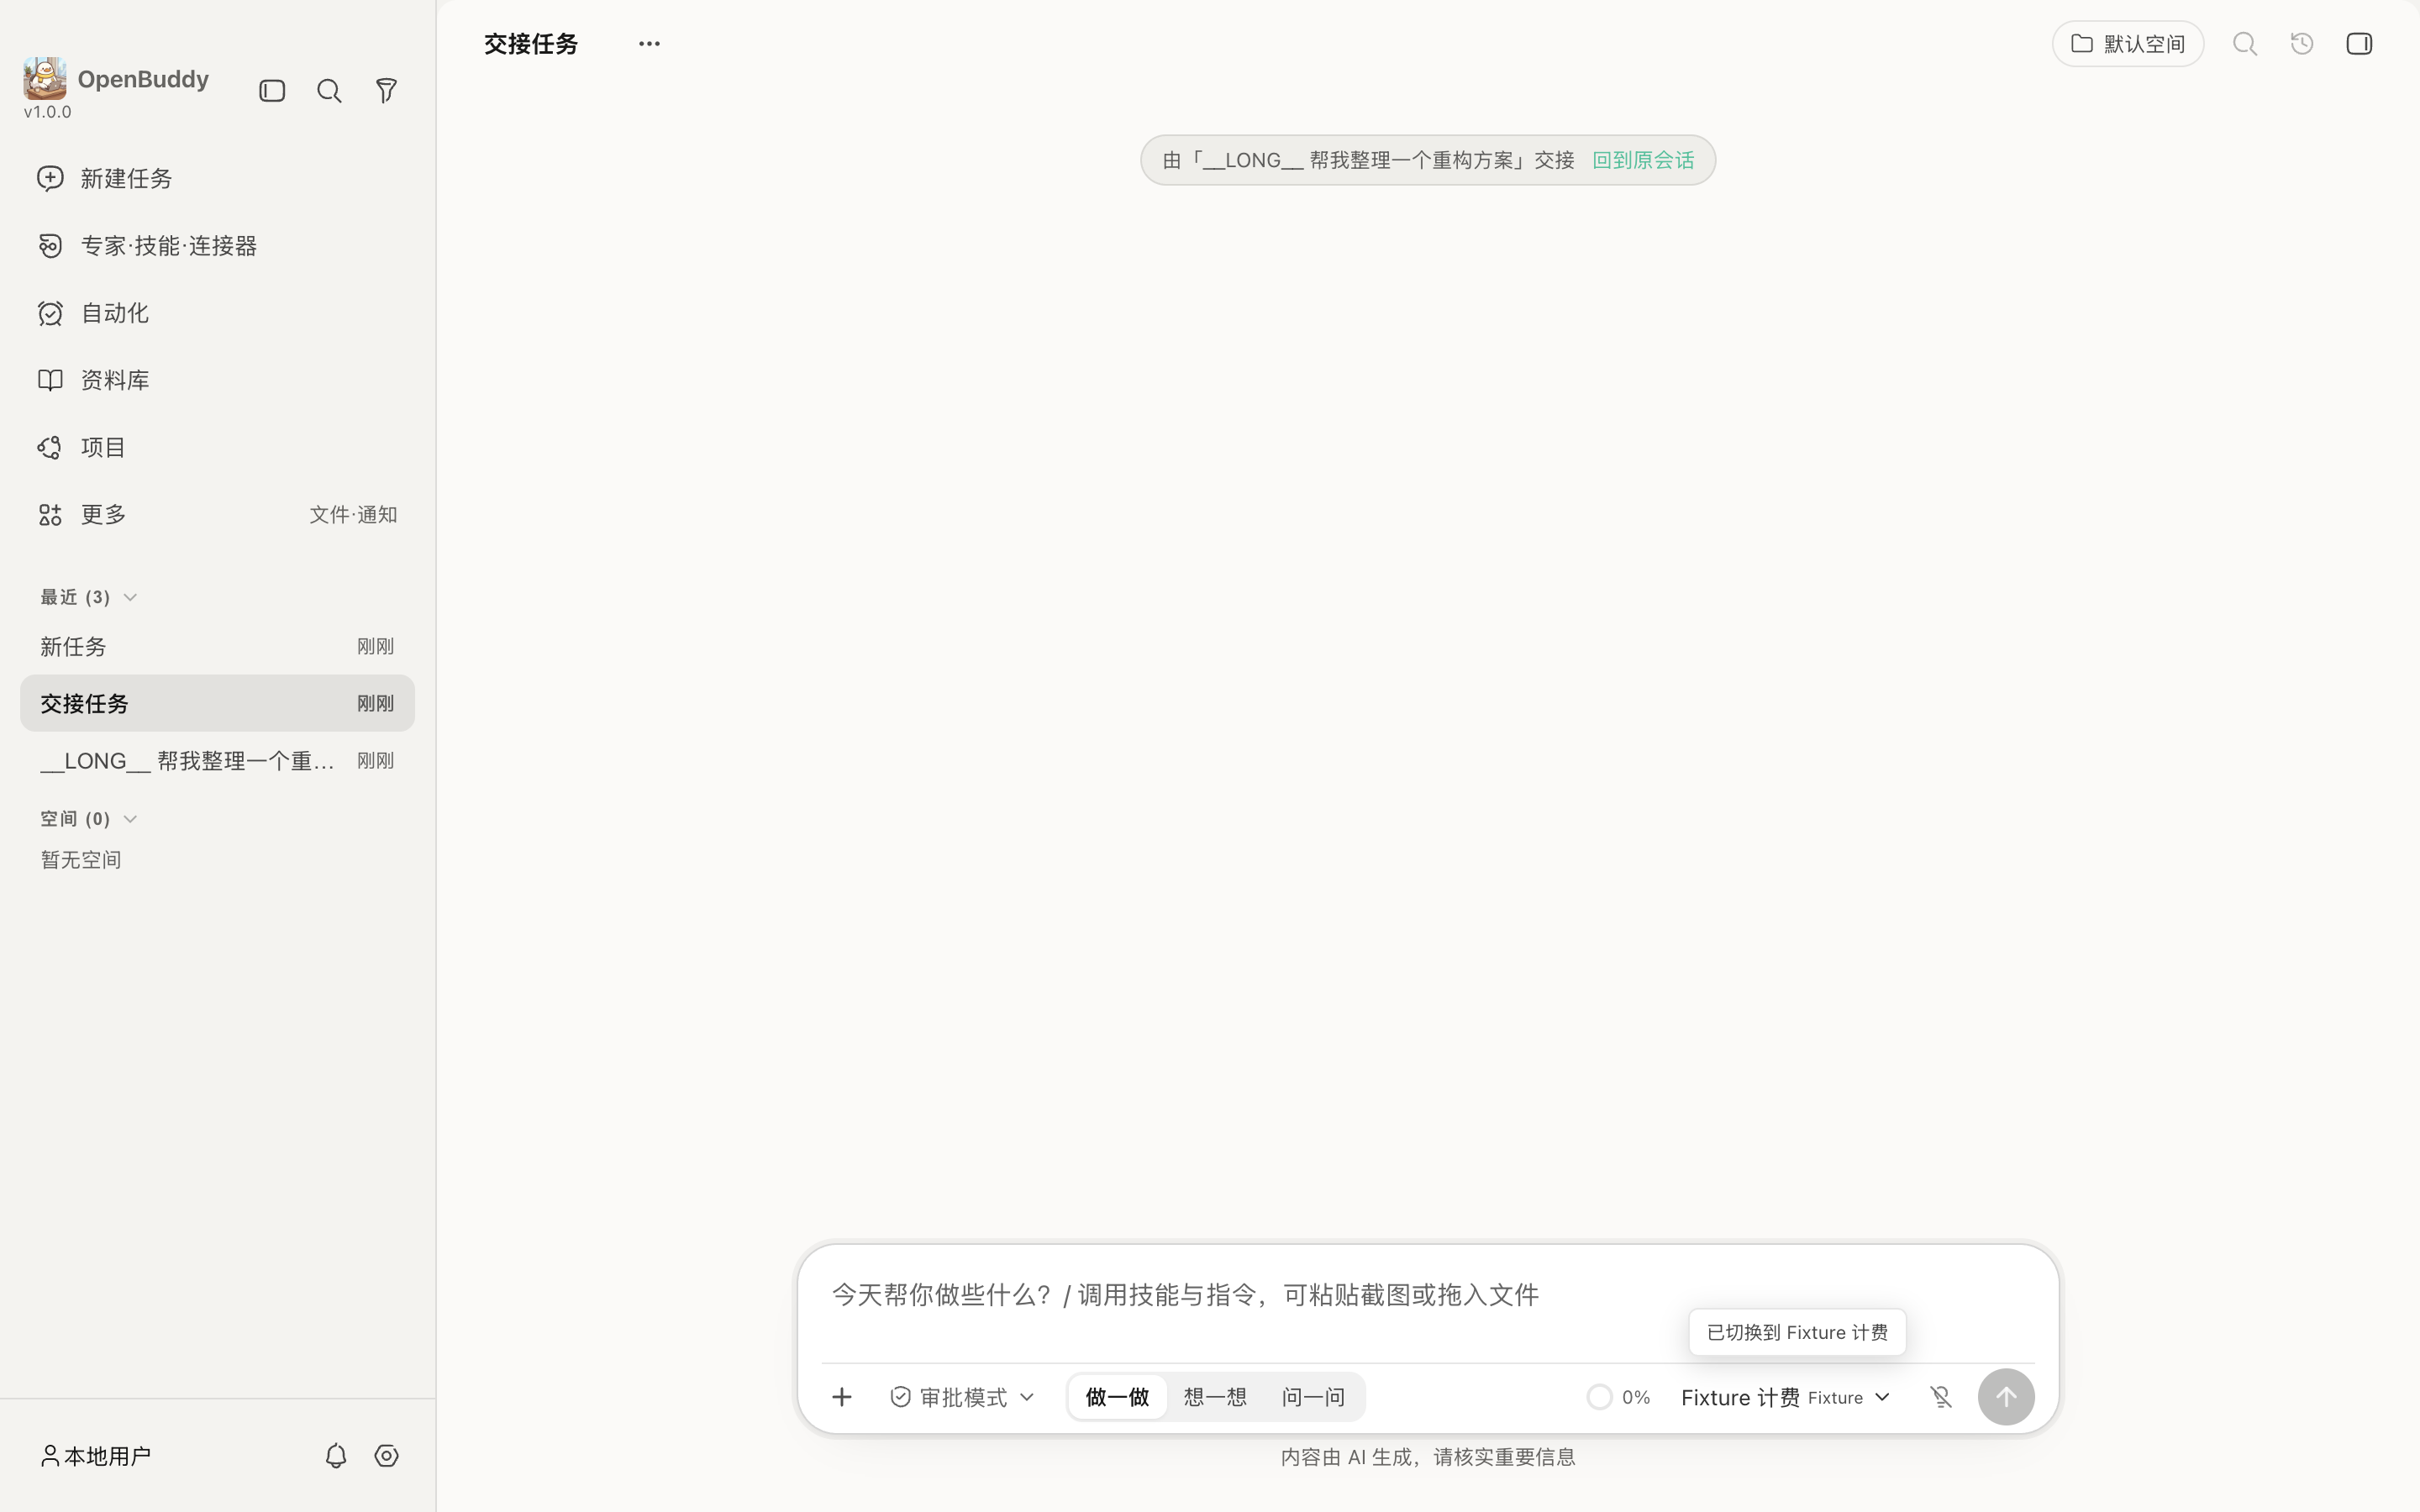 OpenBuddy
v1.0.0
新建任务
专家·技能·连接器
自动化
资料库
项目
更多 文件·通知
最近 (3)
新任务 刚刚
交接任务 刚刚
__LONG__ 帮我整理一个重… 刚刚
空间 (0)
暂无空间
本地用户
交接任务
默认空间
由「__LONG__ 帮我整理一个重构方案」交接 回到原会话
今天帮你做些什么？/ 调用技能与指令，可粘贴截图或拖入文件
已切换到 Fixture 计费
审批模式 做一做 想一想 问一问 0% Fixture 计费 Fixture
内容由 AI 生成，请核实重要信息